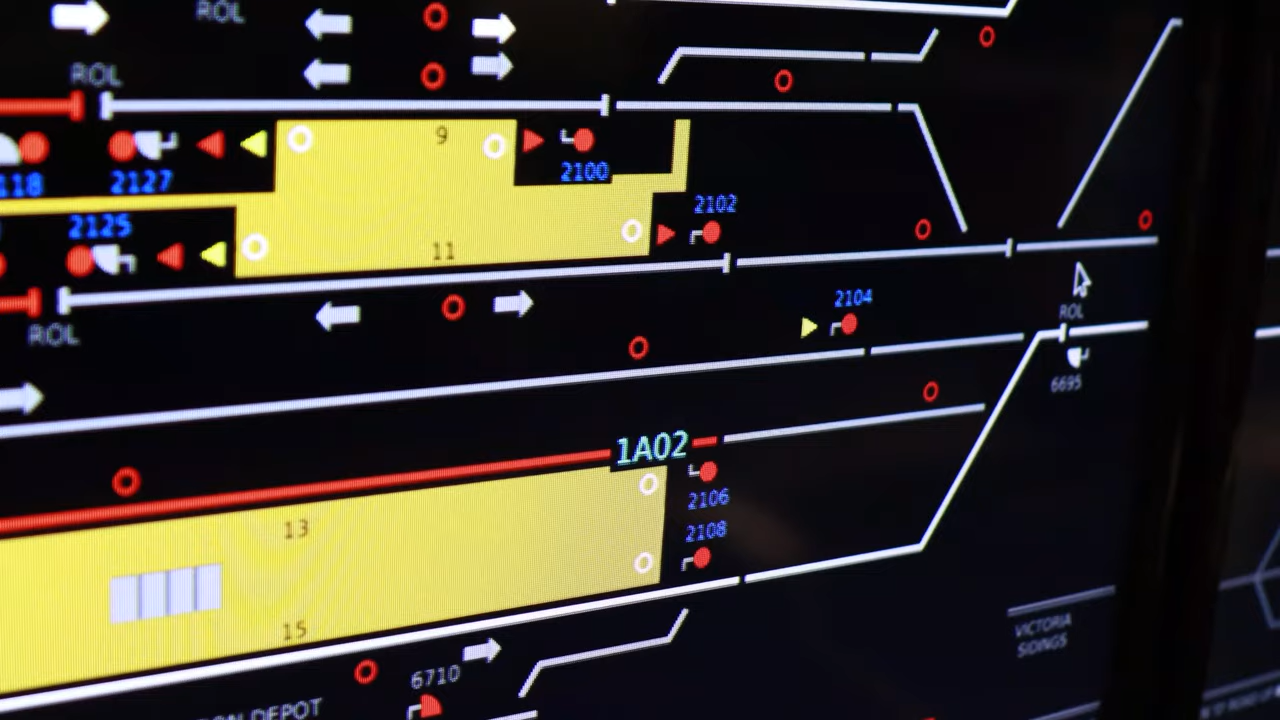 ROL
ROL
9
118
2127
2100
2102
2125
11
2104
ROL
ROL
6695
1A02
2106
13
2108
15
VICTORIA
SIDINGS
6710
DEPOT